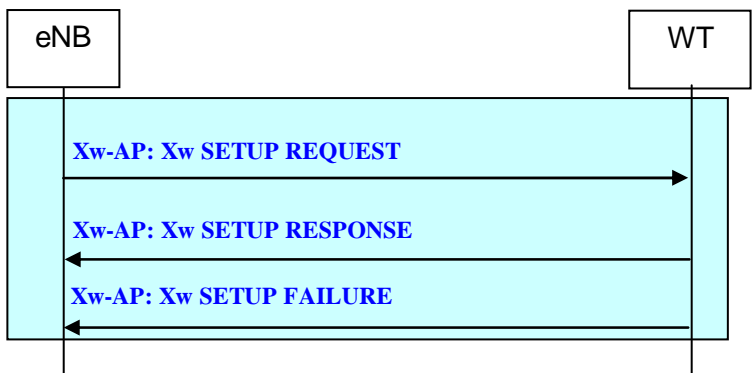 eNB
WT
Xw-AP: Xw SETUP REQUEST
Xw-AP: Xw SETUP RESPONSE
Xw-AP: Xw SETUP FAILURE